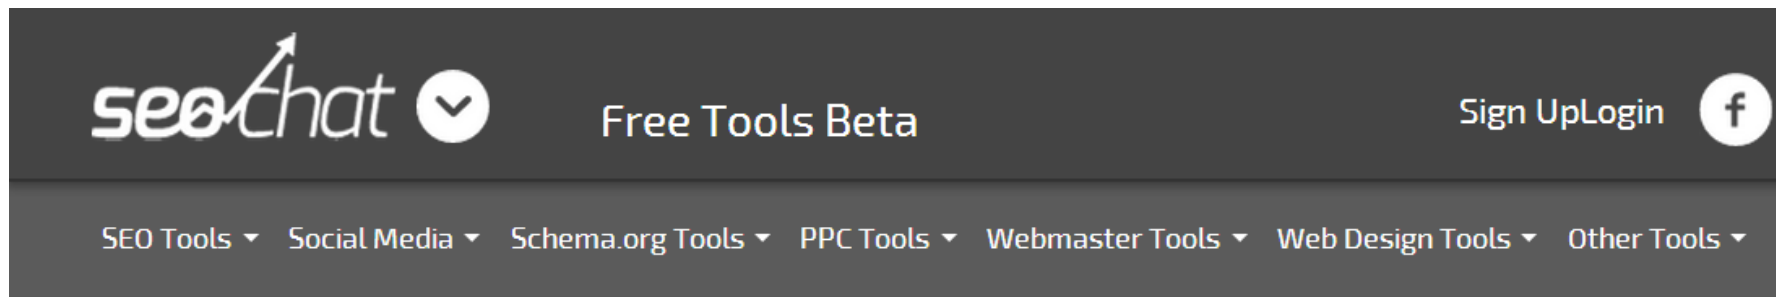 seochat
Free Tools Beta
Sign UpLogin
f
SEO Tools Social Media Schema.org Tools PPC Tools Webmaster Tools Web Design Tools Other Tools